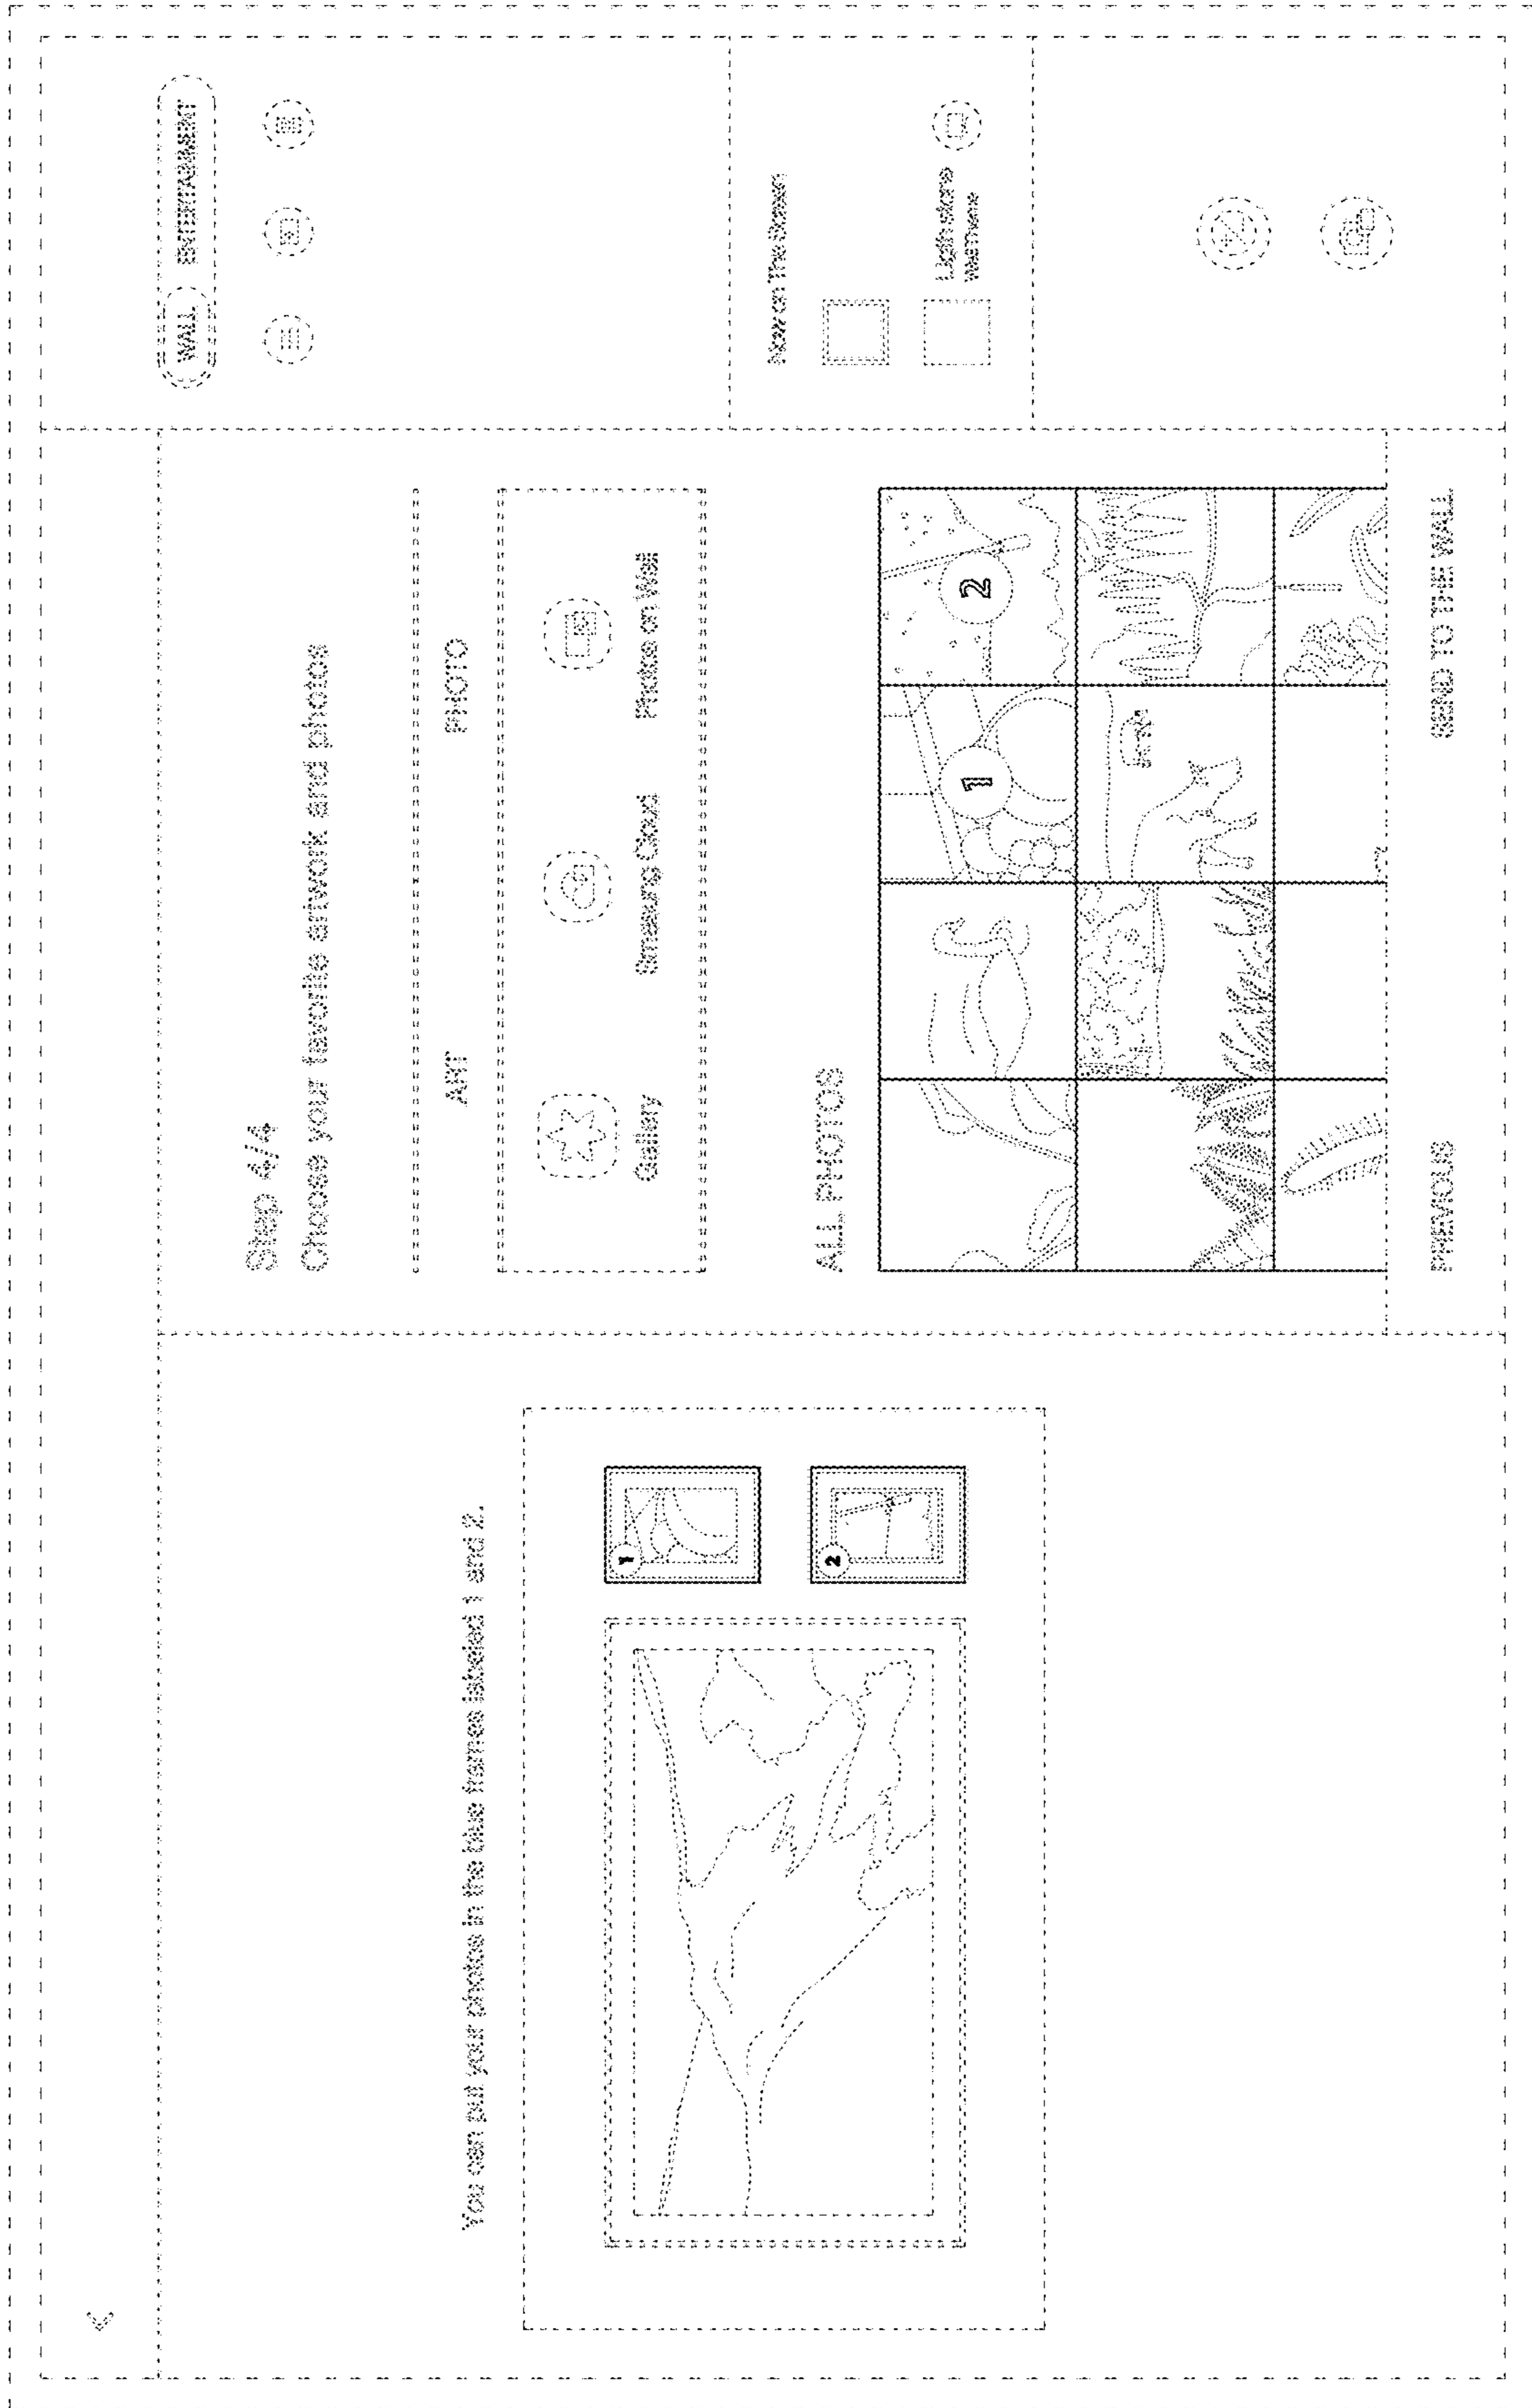 You can put your photos in the blue frames labeled 1 and 2.
1
2
Step 4/4
Choose your favorite artwork and photos
ART PHOTO
Gallery Smasung Cloud Photos on Wall
ALL PHOTOS
1 2
PREVIOUS SEND TO THE WALL
WALL ENTERTAINMENT
Now on The Screen